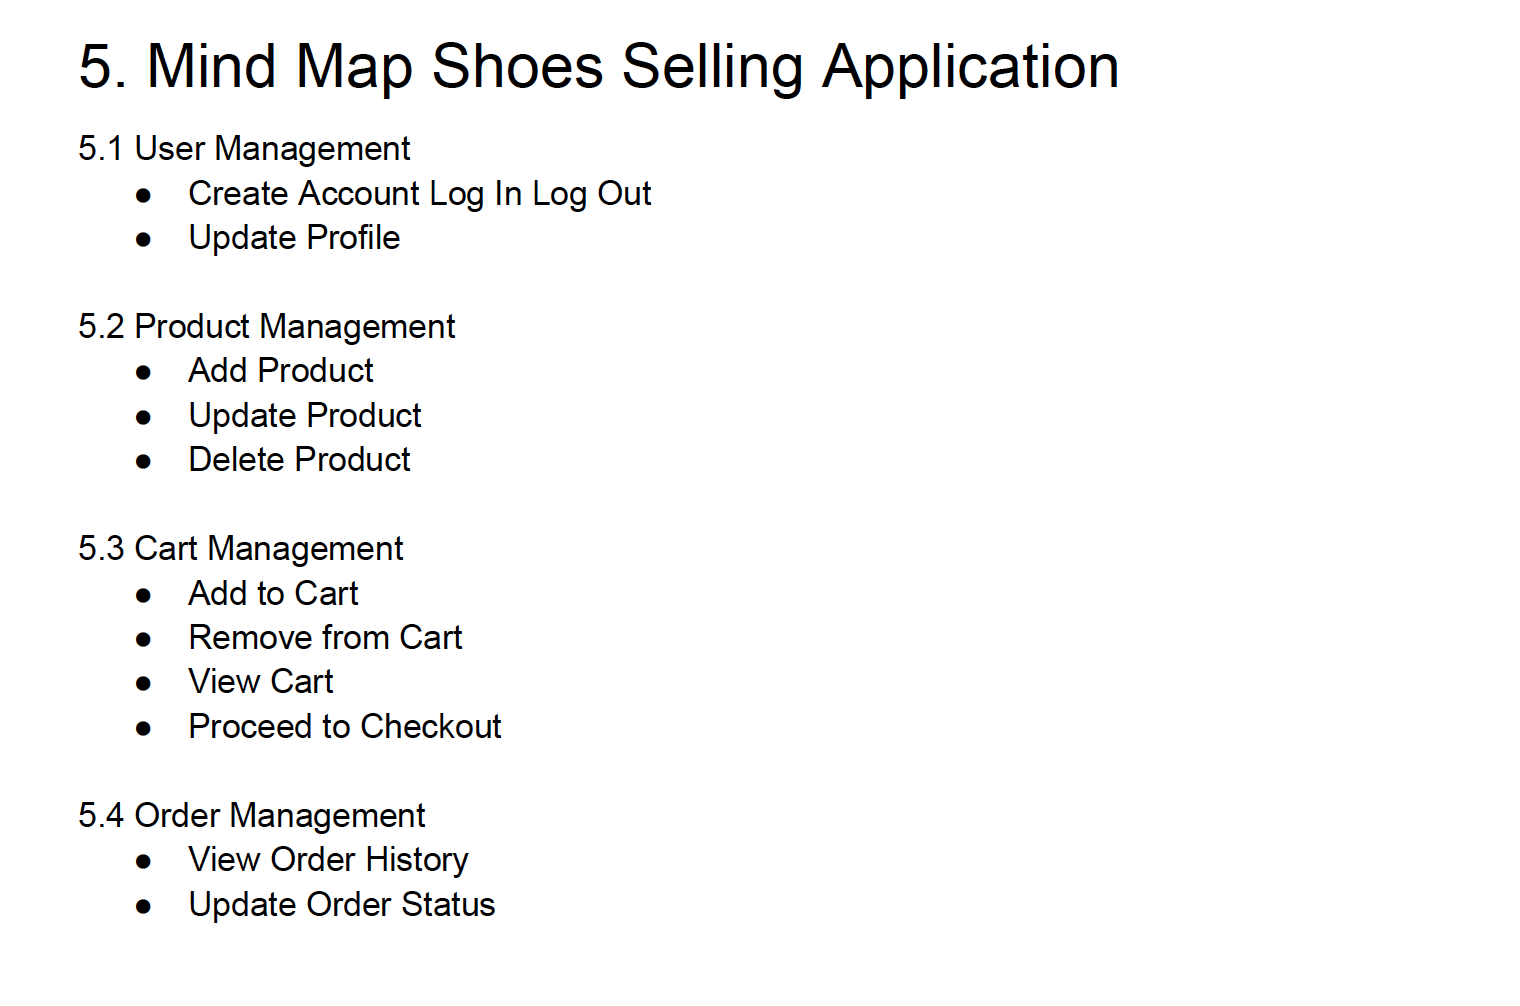 5. Mind Map Shoes Selling Application
5.1 User Management
● Create Account Log In Log Out
● Update Profile
5.2 Product Management
● Add Product
● Update Product
● Delete Product
5.3 Cart Management
● Add to Cart
● Remove from Cart
● View Cart
● Proceed to Checkout
5.4 Order Management
● View Order History
● Update Order Status